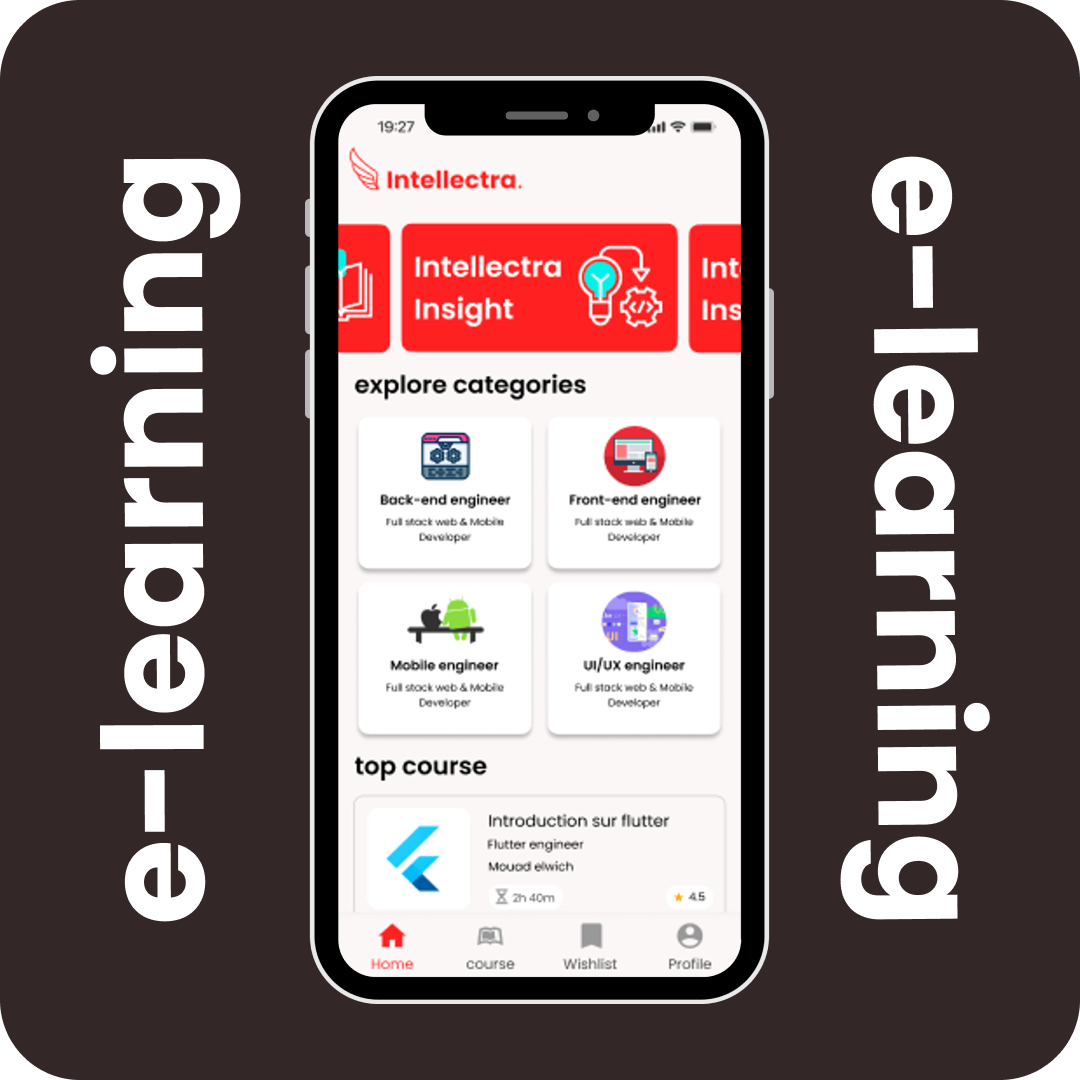 e-learning
19:27
Intellectra.
Intellectra
Insight
Int
Ins
explore categories
Back-end engineer
Full stack web & Mobile
Developer
Front-end engineer
Full stack web & Mobile
Developer
Mobile engineer
Full stack web & Mobile
Developer
UI/UX engineer
Full stack web & Mobile
Developer
top course
Introduction sur flutter
Flutter engineer
Mouad elwich
2h 40m
4.5
Home
course
Wishlist
Profile
e-learning